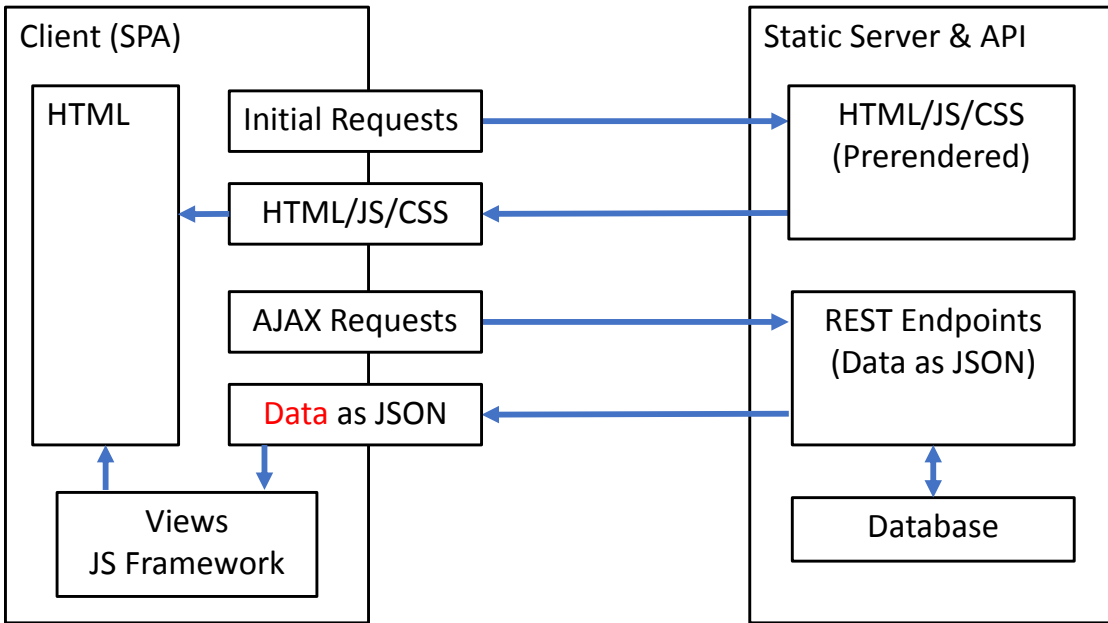 Client (SPA)
HTML
Initial Requests
HTML/JS/CSS
AJAX Requests
Data as JSON
Views
JS Framework
Static Server & API
HTML/JS/CSS
(Prerendered)
REST Endpoints
(Data as JSON)
Database